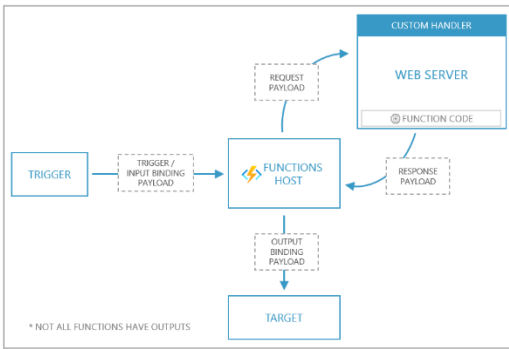 CUSTOM HANDLER
WEB SERVER
FUNCTION CODE
REQUEST
PAYLOAD
TRIGGER
TRIGGER /
INPUT BINDING
PAYLOAD
FUNCTIONS
HOST
RESPONSE
PAYLOAD
OUTPUT
BINDING
PAYLOAD
TARGET
* NOT ALL FUNCTIONS HAVE OUTPUTS